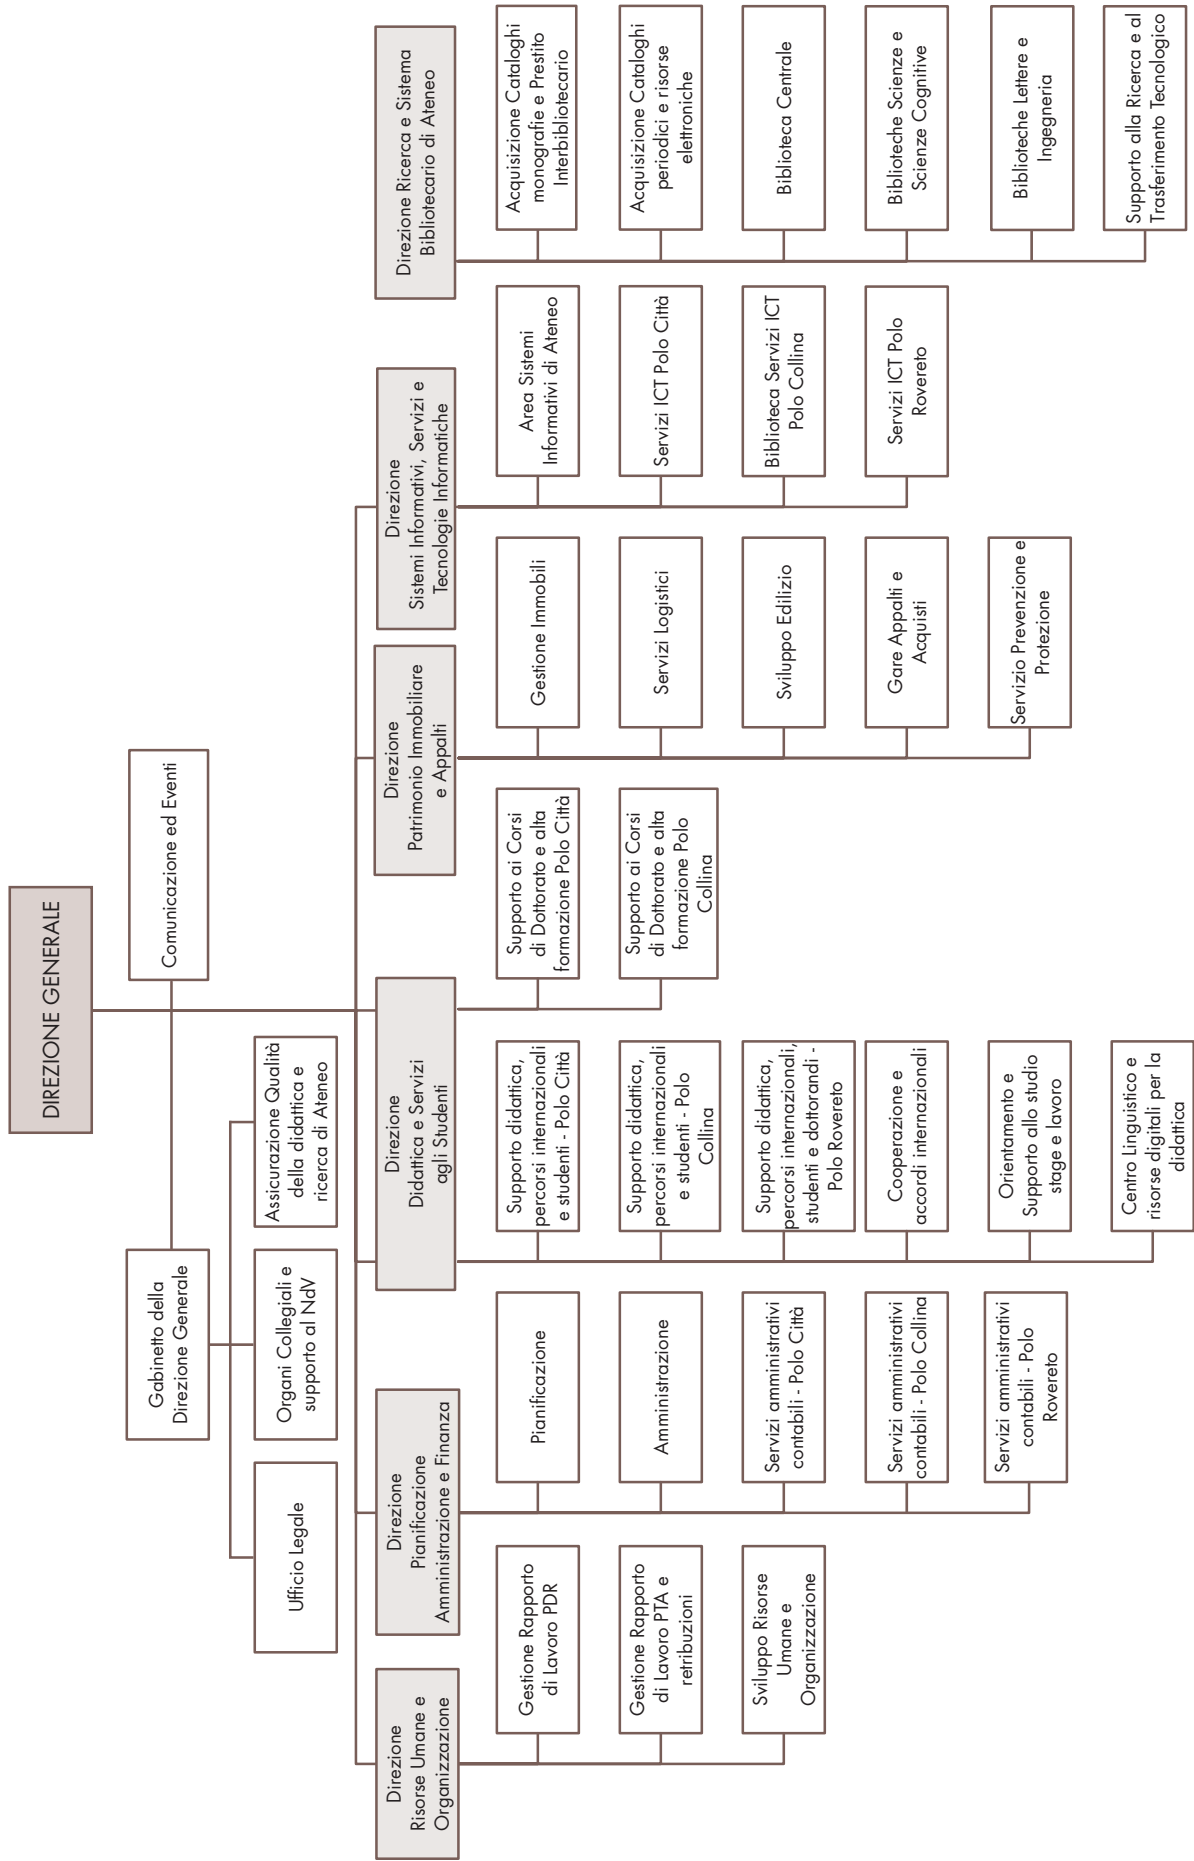 DIREZIONE GENERALE
Gabinetto della
Direzione Generale
Comunicazione ed Eventi
Ufficio Legale
Organi Collegiali e
supporto al NdV
Assicurazione Qualità
della didattica e
ricerca di Ateneo
Direzione
Risorse Umane e
Organizzazione
Gestione Rapporto
di Lavoro PDR
Gestione Rapporto
di Lavoro PTA e
retribuzioni
Sviluppo Risorse
Umane e
Organizzazione
Direzione
Pianificazione
Amministrazione e Finanza
Pianificazione
Amministrazione
Servizi amministrativi
contabili - Polo Città
Servizi amministrativi
contabili - Polo Collina
Servizi amministrativi
contabili - Polo
Rovereto
Direzione
Didattica e Servizi
agli Studenti
Supporto didattica,
percorsi internazionali
e studenti - Polo Città
Supporto didattica,
percorsi internazionali
e studenti - Polo
Collina
Supporto didattica,
percorsi internazionali,
studenti e dottorandi -
Polo Rovereto
Cooperazione e
accordi internazionali
Orientamento e
Supporto allo studio
stage e lavoro
Centro Linguistico e
risorse digitali per la
didattica
Supporto ai Corsi
di Dottorato e alta
formazione Polo Città
Supporto ai Corsi
di Dottorato e alta
formazione Polo
Collina
Direzione
Patrimonio Immobiliare
e Appalti
Gestione Immobili
Servizi Logistici
Sviluppo Edilizio
Gare Appalti e
Acquisti
Servizio Prevenzione e
Protezione
Direzione
Sistemi Informativi, Servizi e
Tecnologie Informatiche
Area Sistemi
Informativi di Ateneo
Servizi ICT Polo Città
Biblioteca Servizi ICT
Polo Collina
Servizi ICT Polo
Rovereto
Direzione Ricerca e Sistema
Bibliotecario di Ateneo
Acquisizione Cataloghi
monografie e Prestito
Interbibliotecario
Acquisizione Cataloghi
periodici e risorse
elettroniche
Biblioteca Centrale
Biblioteche Scienze e
Scienze Cognitive
Biblioteche Lettere e
Ingegneria
Supporto alla Ricerca e al
Trasferimento Tecnologico